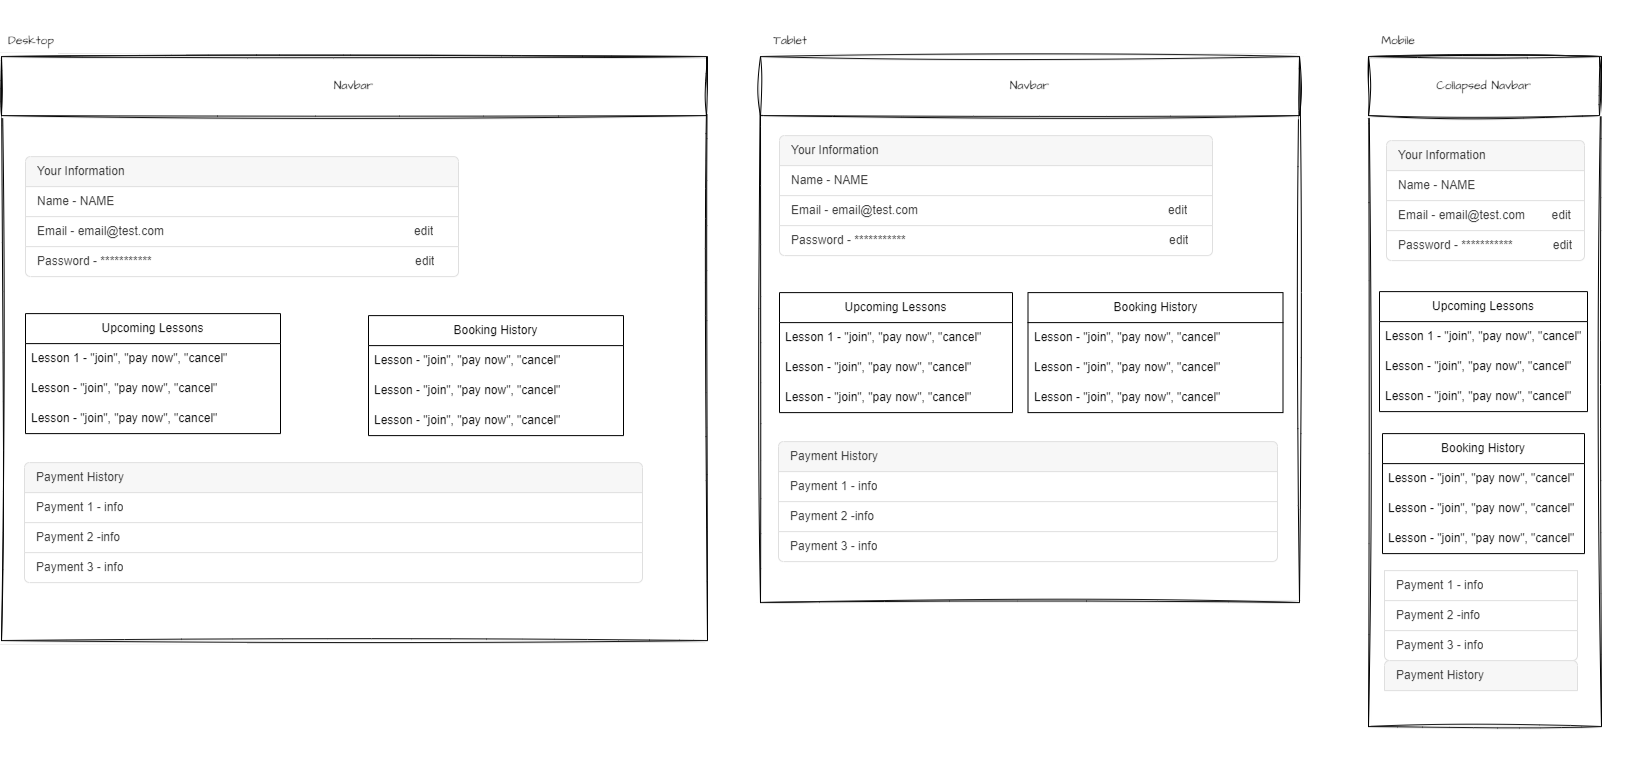 Desktop
Navbar
Your Information
Name - NAME
Email - email@test.com edit
Password - *********** edit
Upcoming Lessons
Lesson 1 - "join", "pay now", "cancel"
Lesson - "join", "pay now", "cancel"
Lesson - "join", "pay now", "cancel"
Booking History
Lesson - "join", "pay now", "cancel"
Lesson - "join", "pay now", "cancel"
Lesson - "join", "pay now", "cancel"
Payment History
Payment 1 - info
Payment 2 -info
Payment 3 - info
Tablet
Navbar
Your Information
Name - NAME
Email - email@test.com edit
Password - *********** edit
Upcoming Lessons
Lesson 1 - "join", "pay now", "cancel"
Lesson - "join", "pay now", "cancel"
Lesson - "join", "pay now", "cancel"
Booking History
Lesson - "join", "pay now", "cancel"
Lesson - "join", "pay now", "cancel"
Lesson - "join", "pay now", "cancel"
Payment History
Payment 1 - info
Payment 2 -info
Payment 3 - info
Mobile
Collapsed Navbar
Your Information
Name - NAME
Email - email@test.com edit
Password - *********** edit
Upcoming Lessons
Lesson 1 - "join", "pay now", "cancel"
Lesson - "join", "pay now", "cancel"
Lesson - "join", "pay now", "cancel"
Booking History
Lesson - "join", "pay now", "cancel"
Lesson - "join", "pay now", "cancel"
Lesson - "join", "pay now", "cancel"
Payment 1 - info
Payment 2 -info
Payment 3 - info
Payment History